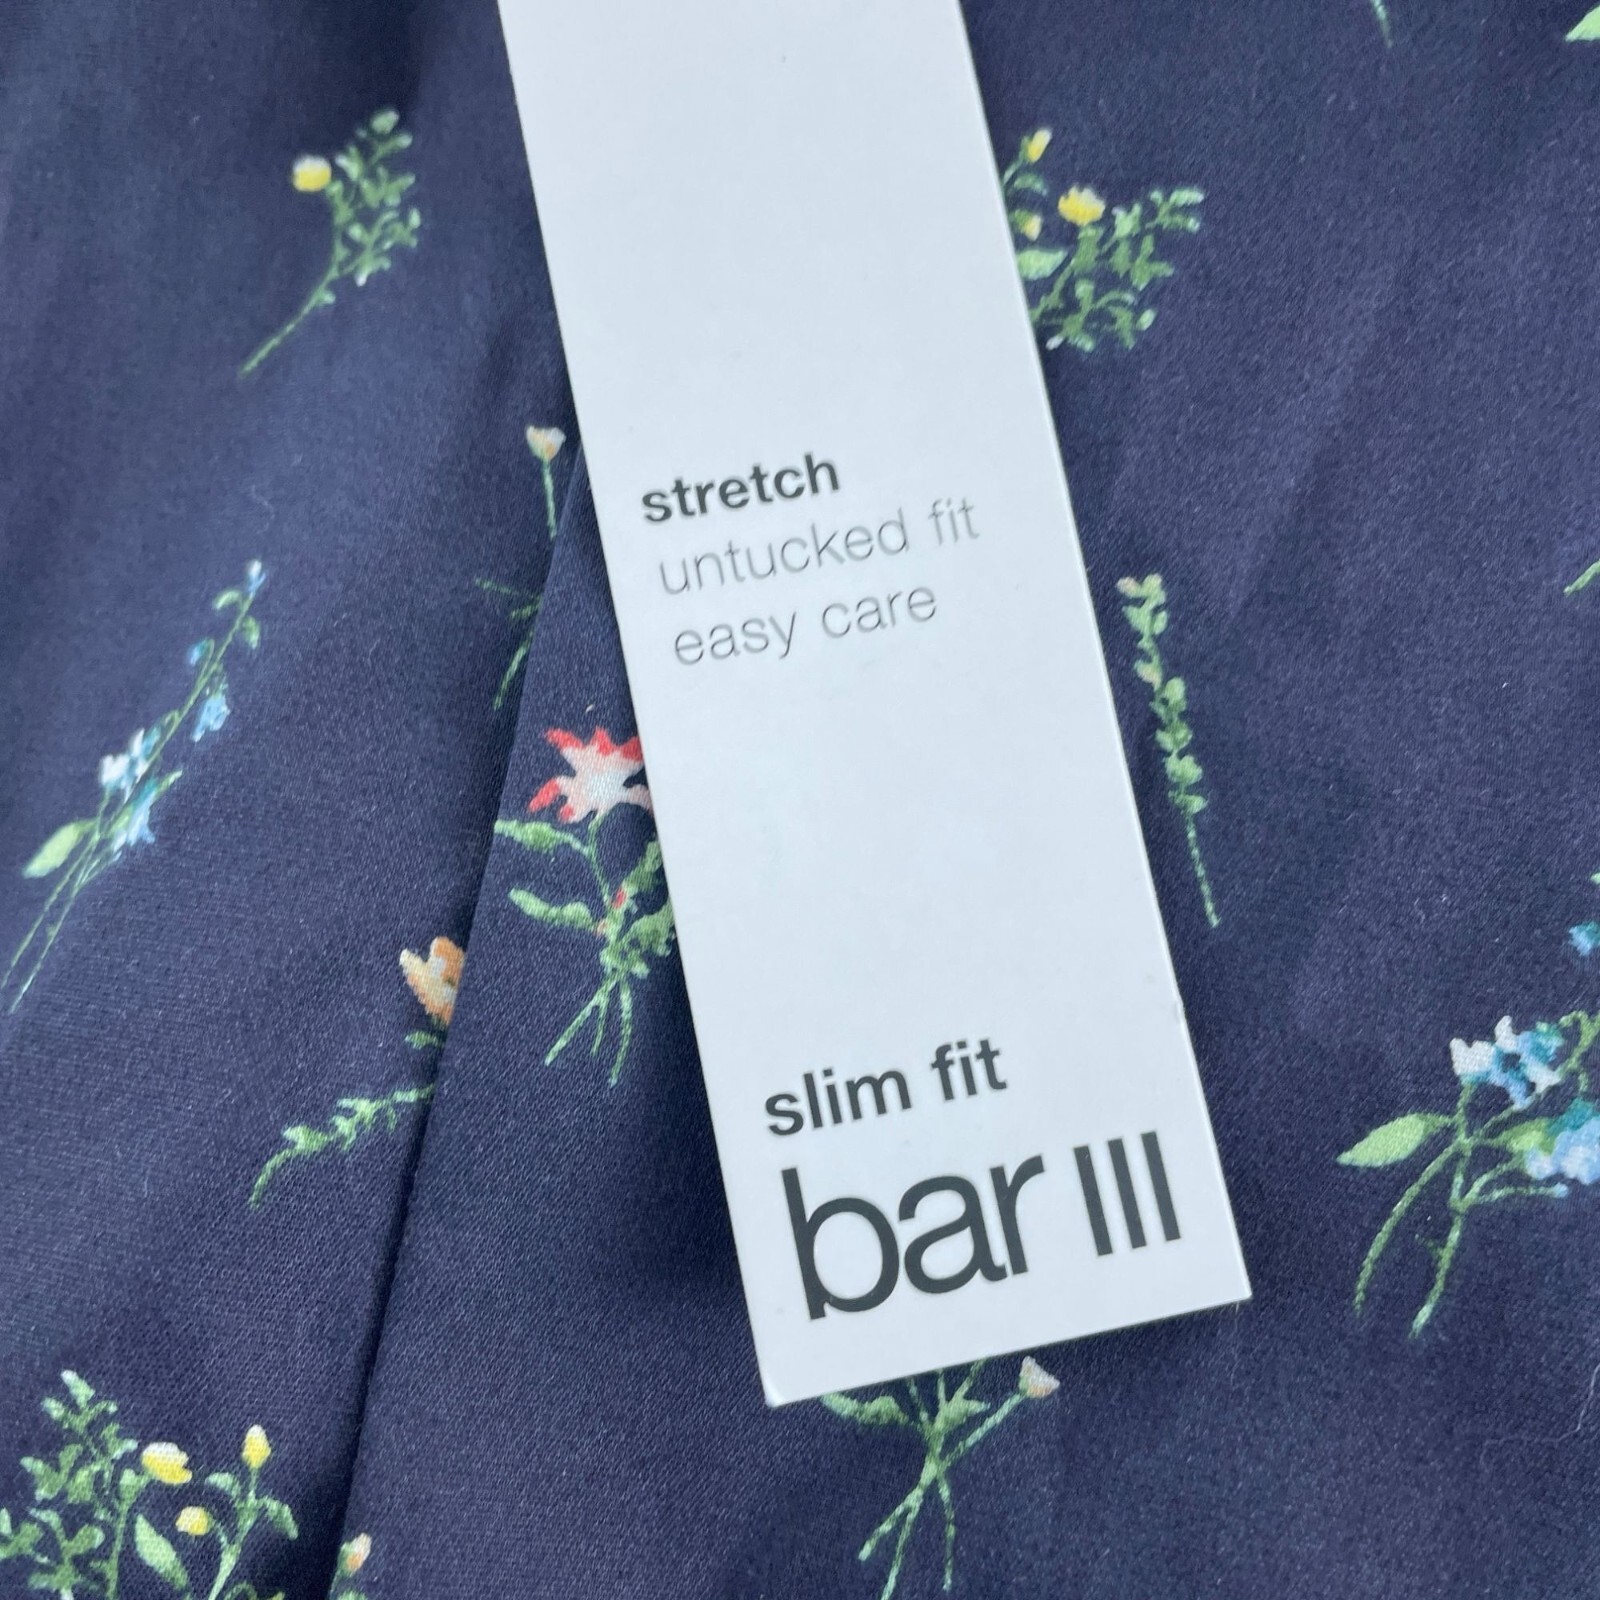 stretch
untucked fit
easy care
slim fit
bar III